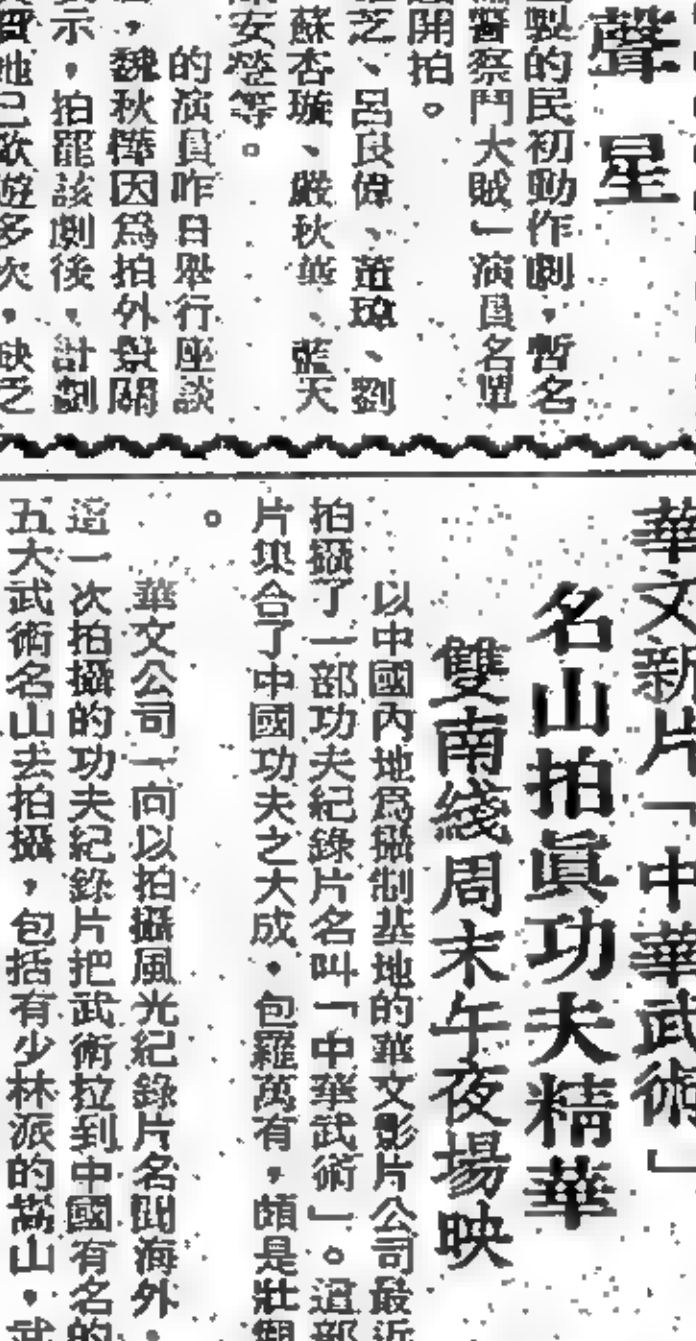 聲星
製的民初動作劇，暫名
警察鬥大賊」演員名單
開拍。
芝、呂良偉、董瑋、劉
蘇杏璇、嚴秋華、藍天
安瑩等。
的演員昨日舉行座談
，魏秋樺因爲拍外景關
示，拍罷該劇後，計劃
地已歌遊多次，缺乏
華文新片「中華武術」
名山拍眞功夫精華
雙南綫周末午夜場映
以中國內地爲攝制基地的華文影片公司最近
拍攝了一部功夫紀錄片名叫「中華武術」。這部
片集合了中國功夫之大成，包羅萬有，頗是壯觀
。
華文公司一向以拍攝風光紀錄片名聞海外，
這一次拍攝的功夫紀錄片把武術拉到中國有名的
五大武術名山去拍攝，包括有少林派的嵩山，武